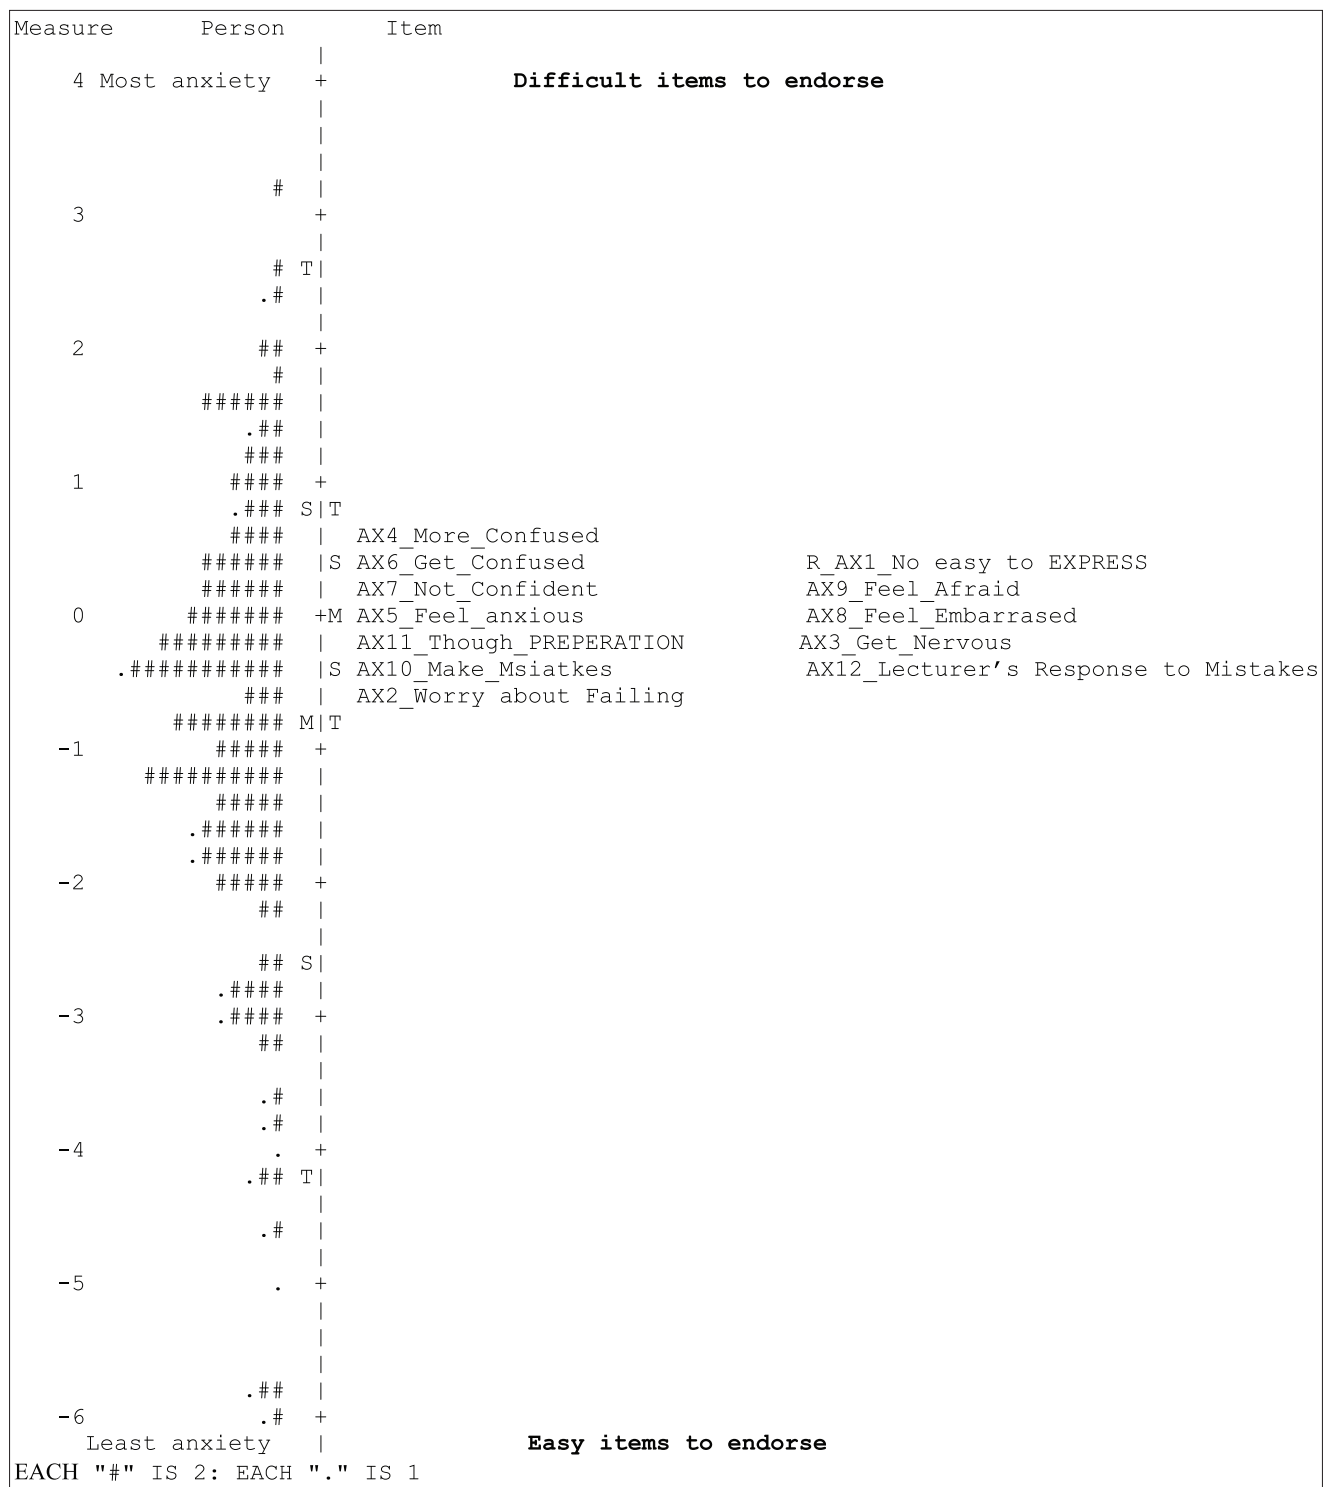 Measure Person Item
|
4 Most anxiety + Difficult items to endorse
|
|
|
# |
3 +
|
# T|
.# |
|
2 ## +
# |
###### |
.## |
### |
1 #### +
.### S|T
#### | AX4_More_Confused
###### |S AX6_Get_Confused R_AX1_No easy to EXPRESS
###### | AX7_Not_Confident AX9_Feel_Afraid
0 ####### +M AX5_Feel_anxious AX8_Feel_Embarrased
######### | AX11_Though_PREPERATION AX3_Get_Nervous
.########### |S AX10_Make_Msiatkes AX12_Lecturer’s Response to Mistakes
### | AX2_Worry about Failing
######## M|T
-1 ##### +
########## |
##### |
.###### |
.###### |
-2 ##### +
## |
|
## S|
.#### |
-3 .#### +
## |
|
.# |
.# |
-4 . +
.## T|
|
.# |
|
-5 . +
|
|
|
.## |
-6 .# +
Least anxiety | Easy items to endorse
EACH "#" IS 2: EACH "." IS 1